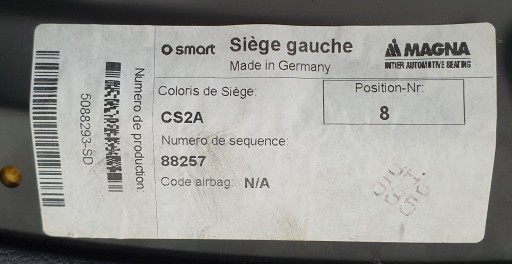 smart Siège gauche
Made in Germany
MAGNA
INTIER AUTOMOTIVE SEATING
Coloris de Siège:
CS2A
Position-Nr:
8
Numero de sequence:
88257
Code airbag: N/A
Numero de production:
5088293-SD